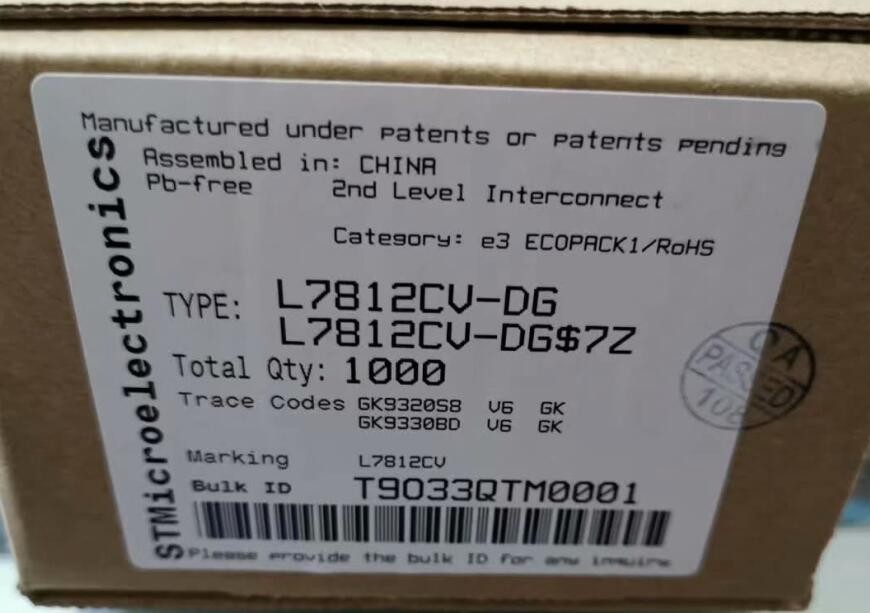 Manufactured under patents or patents pending
STMicroelectronics
Assembled in: CHINA
Pb-free 2nd Level Interconnect
Category: e3 ECOPACK1/RoHS
TYPE: L7812CV-DG
L7812CV-DG$7Z
Total Qty: 1000
Trace Codes GK9320S8 V6 GK
GK9330BD V6 GK
Marking L7812CV
Bulk ID T9033QTM0001
Please provide the bulk ID for any inquire
QA
PASSED
108